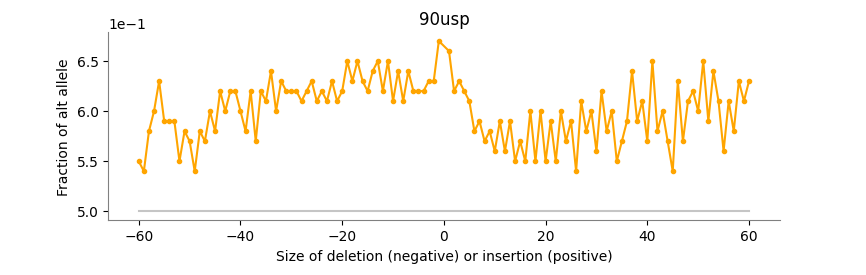 90usp
1e−1
Fraction of alt allele
6.5
6.0
5.5
5.0
−60 −40 −20 0 20 40 60
Size of deletion (negative) or insertion (positive)